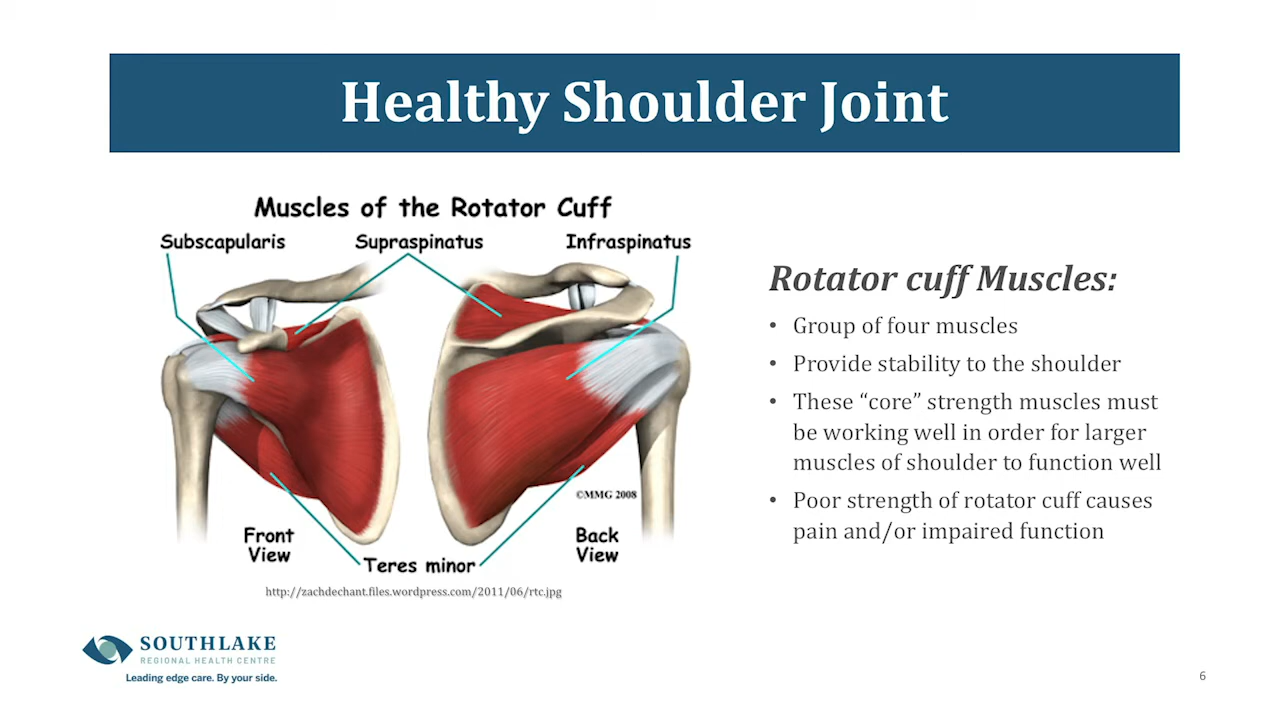 Healthy Shoulder Joint
Muscles of the Rotator Cuff
Subscapularis
Supraspinatus
Infraspinatus
©MMG 2008
Front
View
Back
View
Teres minor
http://zachdechant.files.wordpress.com/2011/06/rtc.jpg
Rotator cuff Muscles:
• Group of four muscles
• Provide stability to the shoulder
• These “core” strength muscles must
be working well in order for larger
muscles of shoulder to function well
• Poor strength of rotator cuff causes
pain and/or impaired function
SOUTHLAKE
REGIONAL HEALTH CENTRE
Leading edge care. By your side.
6